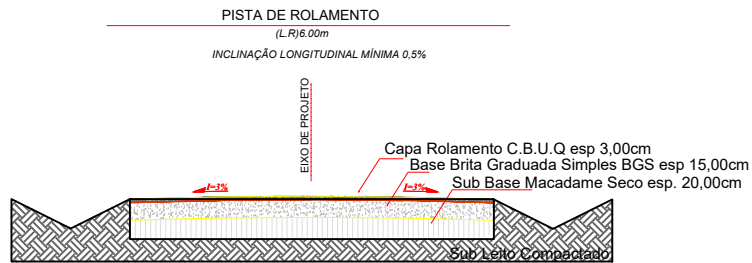 PISTA DE ROLAMENTO
(L.R)6.00m
INCLINAÇÃO LONGITUDINAL MÍNIMA 0,5%
EIXO DE PROJETO
Capa Rolamento C.B.U.Q esp 3,00cm
Base Brita Graduada Simples BGS esp 15,00cm
Sub Base Macadame Seco esp. 20,00cm
I=3%
I=3%
Sub Leito Compactado